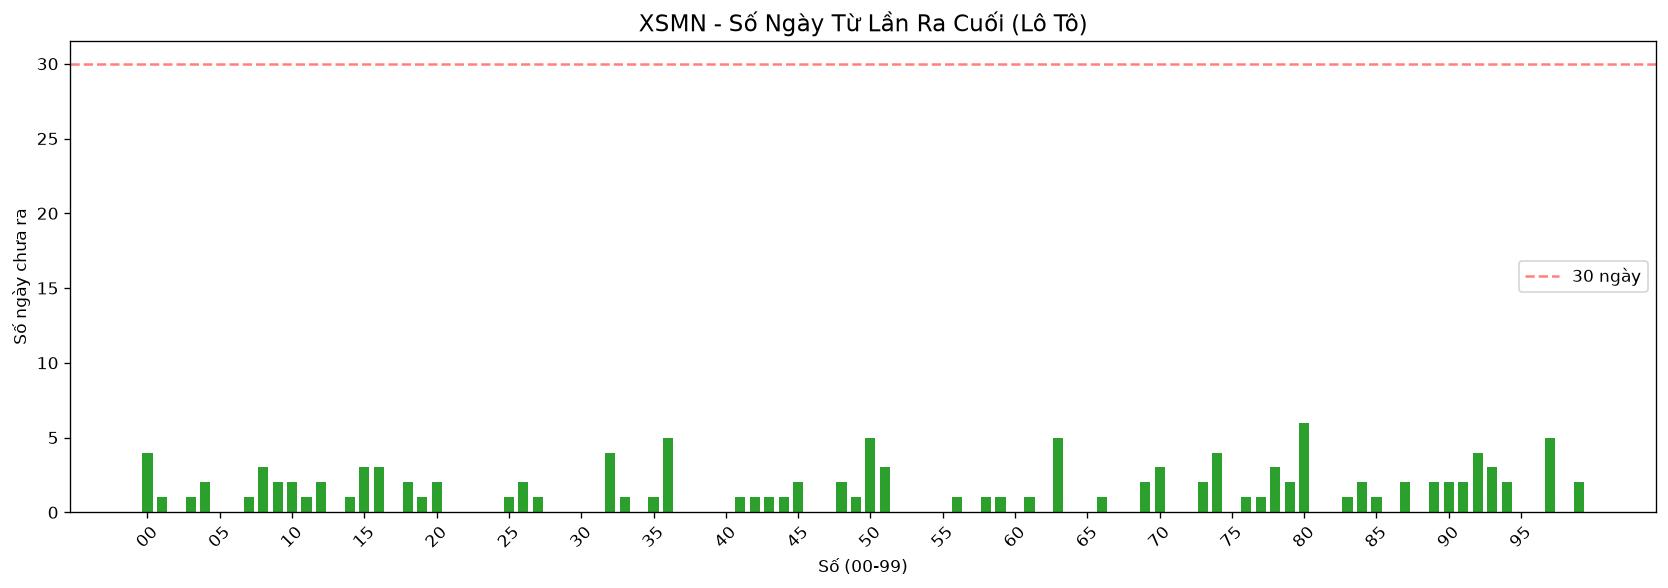 XSMN - Số Ngày Từ Lần Ra Cuối (Lô Tô)
Số ngày chưa ra
30
25
20
15
10
5
0
30 ngày
00 05 10 15 20 25 30 35 40 45 50 55 60 65 70 75 80 85 90 95
Số (00-99)